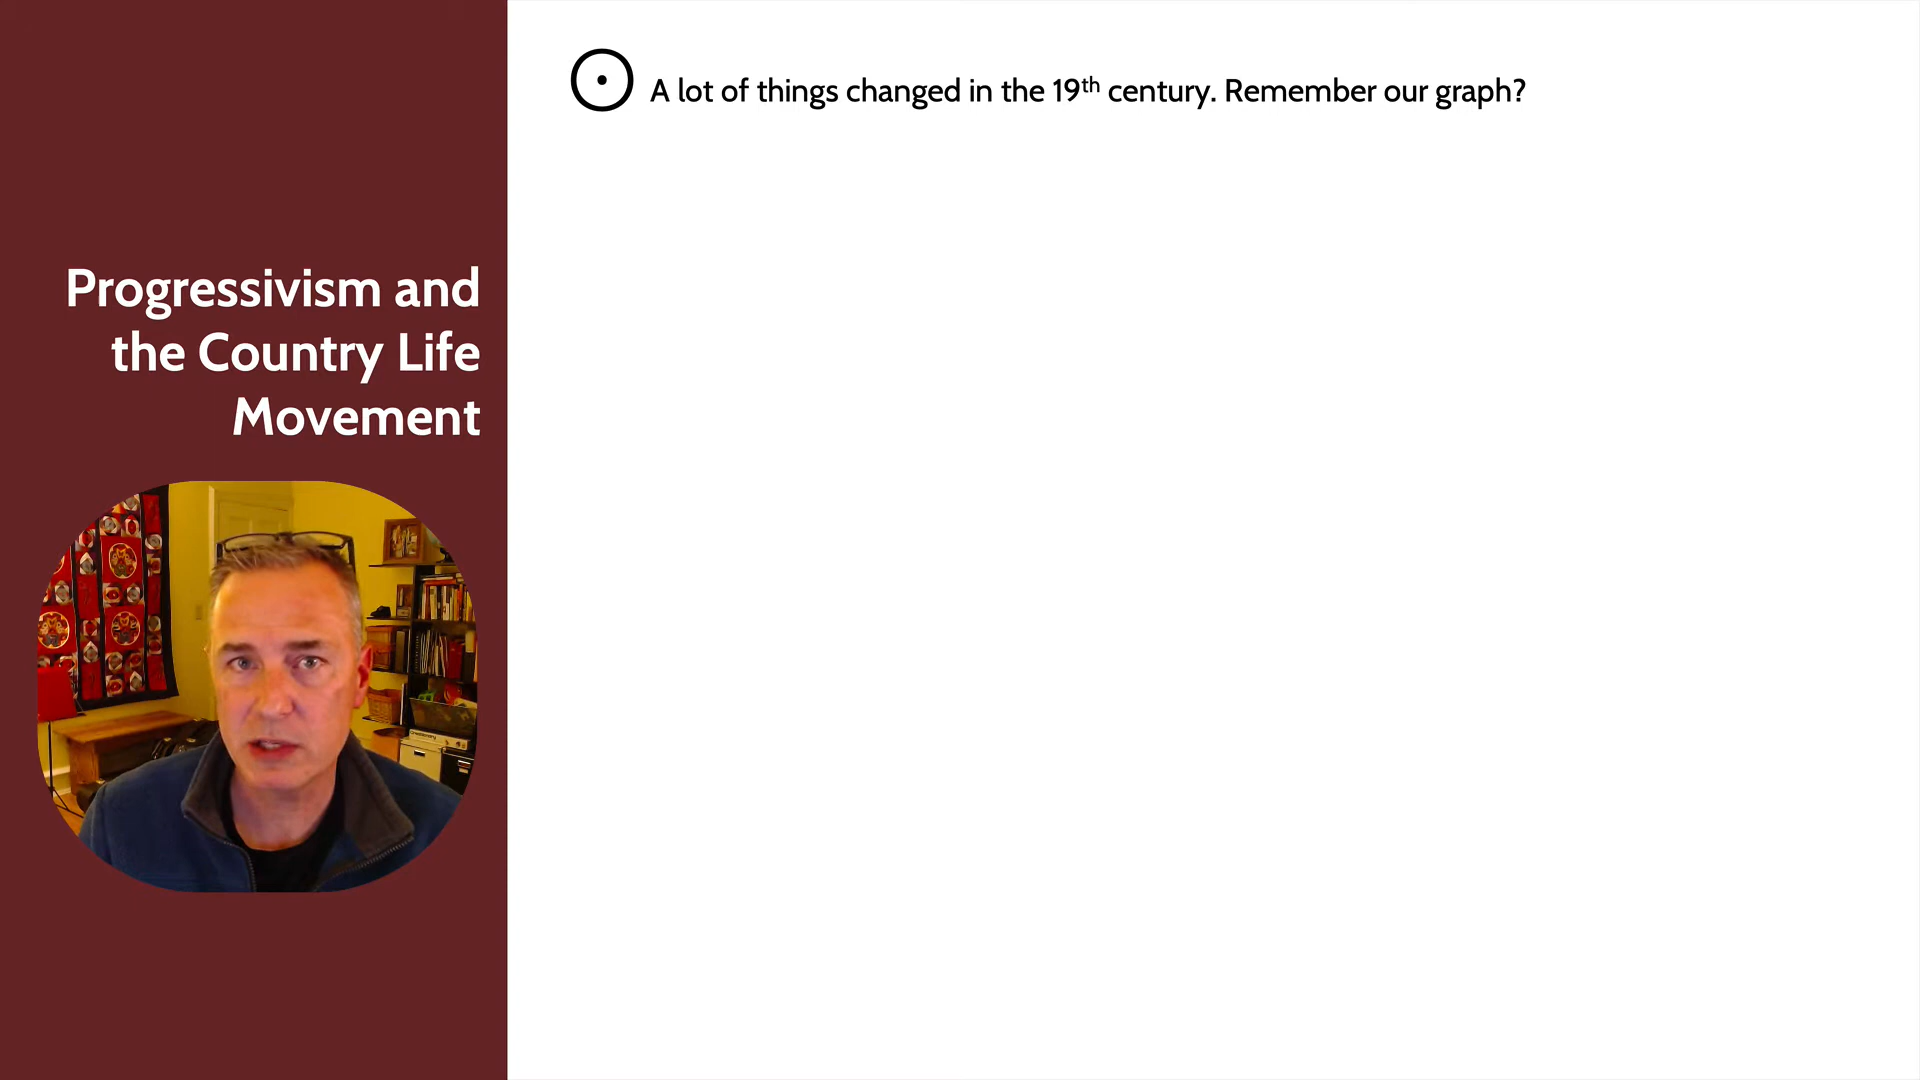 Progressivism and
the Country Life
Movement
A lot of things changed in the 19th century. Remember our graph?